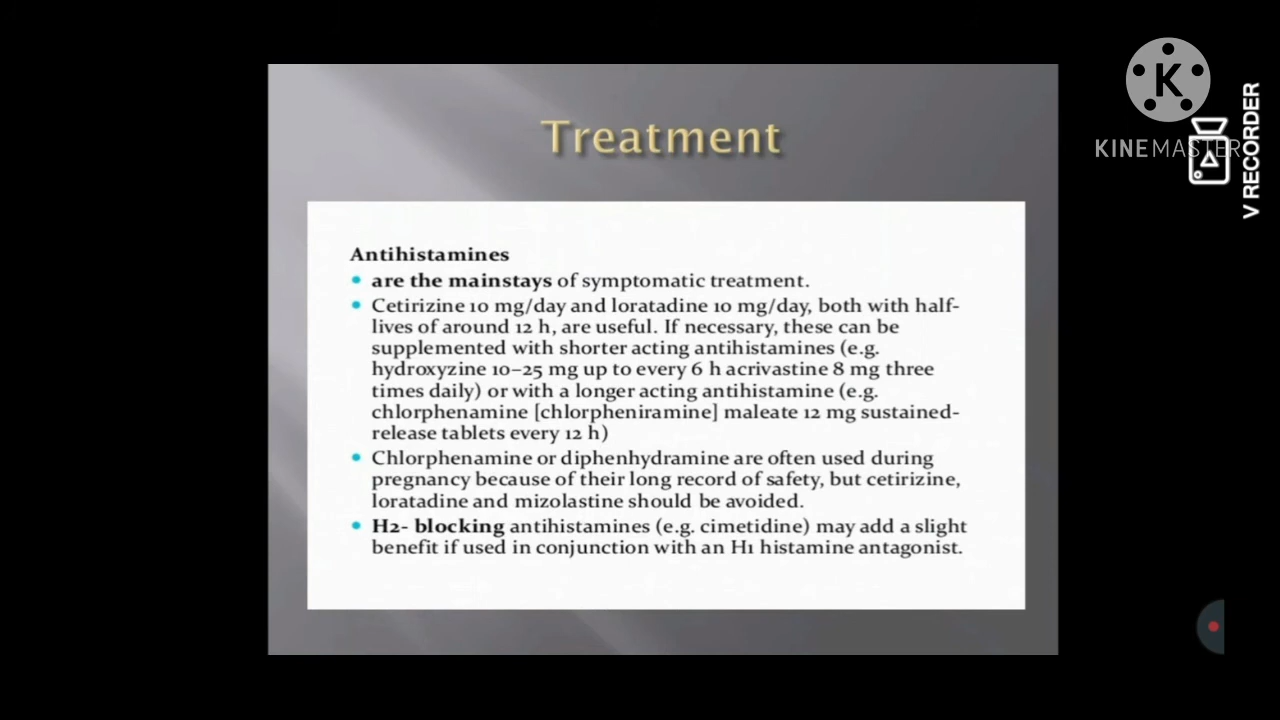 Treatment
Antihistamines
• are the mainstays of symptomatic treatment.
• Cetirizine 10 mg/day and loratadine 10 mg/day, both with half-
lives of around 12 h, are useful. If necessary, these can be
supplemented with shorter acting antihistamines (e.g.
hydroxyzine 10–25 mg up to every 6 h acrivastine 8 mg three
times daily) or with a longer acting antihistamine (e.g.
chlorphenamine [chlorpheniramine] maleate 12 mg sustained-
release tablets every 12 h)
• Chlorphenamine or diphenhydramine are often used during
pregnancy because of their long record of safety, but cetirizine,
loratadine and mizolastine should be avoided.
• H2- blocking antihistamines (e.g. cimetidine) may add a slight
benefit if used in conjunction with an H1 histamine antagonist.
K
KINEMASTER
V RECORDER